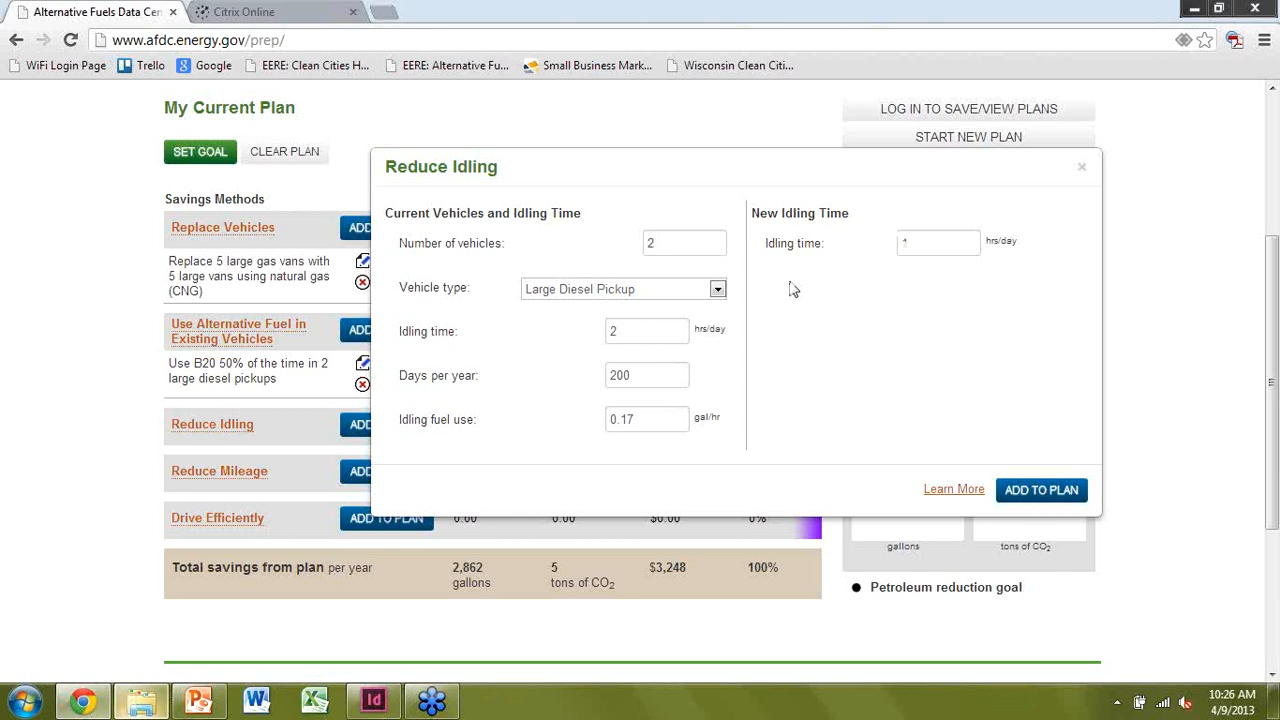 Alternative Fuels Data Cen
Citrix Online
www.afdc.energy.gov/prep/
WiFi Login Page
Trello
Google
EERE: Clean Cities H...
EERE: Alternative Fu...
Small Business Mark...
Wisconsin Clean Citi...
My Current Plan
LOG IN TO SAVE/VIEW PLANS
START NEW PLAN
SET GOAL
CLEAR PLAN
Savings Methods
Replace Vehicles
ADD
Replace 5 large gas vans with
5 large vans using natural gas
(CNG)
Use Alternative Fuel in
Existing Vehicles
ADD
Use B20 50% of the time in 2
large diesel pickups
Reduce Idling
ADD
Reduce Mileage
ADD
Drive Efficiently
ADD TO PLAN
0.00 0.00 $0.00 0%
Total savings from plan per year
2,862
gallons
5
tons of CO2
$3,248
100%
Reduce Idling
×
Current Vehicles and Idling Time
Number of vehicles: 2
Vehicle type: Large Diesel Pickup
Idling time: 2 hrs/day
Days per year: 200
Idling fuel use: 0.17 gal/hr
New Idling Time
Idling time: 1 hrs/day
Learn More
ADD TO PLAN
gallons
tons of CO2
Petroleum reduction goal
10:26 AM
4/9/2013